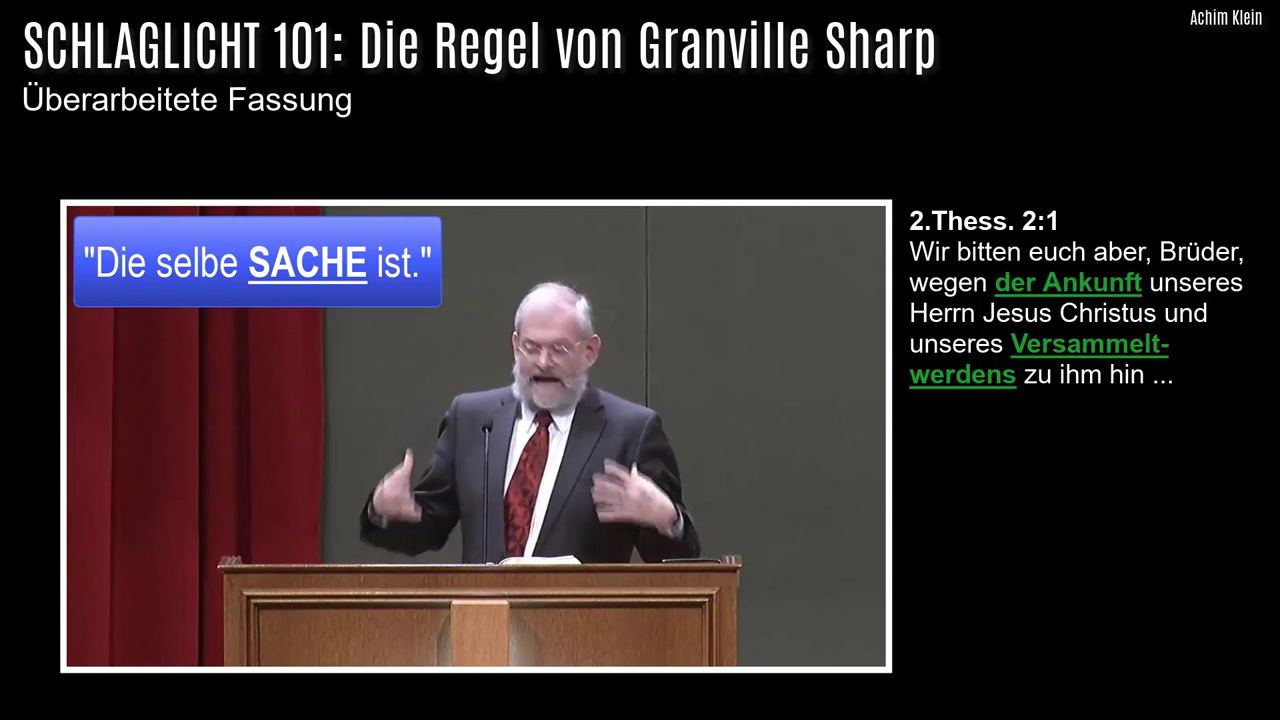 Achim Klein
SCHLAGLICHT 101: Die Regel von Granville Sharp
Überarbeitete Fassung
"Die selbe SACHE ist."
2.Thess. 2:1
Wir bitten euch aber, Brüder,
wegen der Ankunft unseres
Herrn Jesus Christus und
unseres Versammelt-
werdens zu ihm hin ...